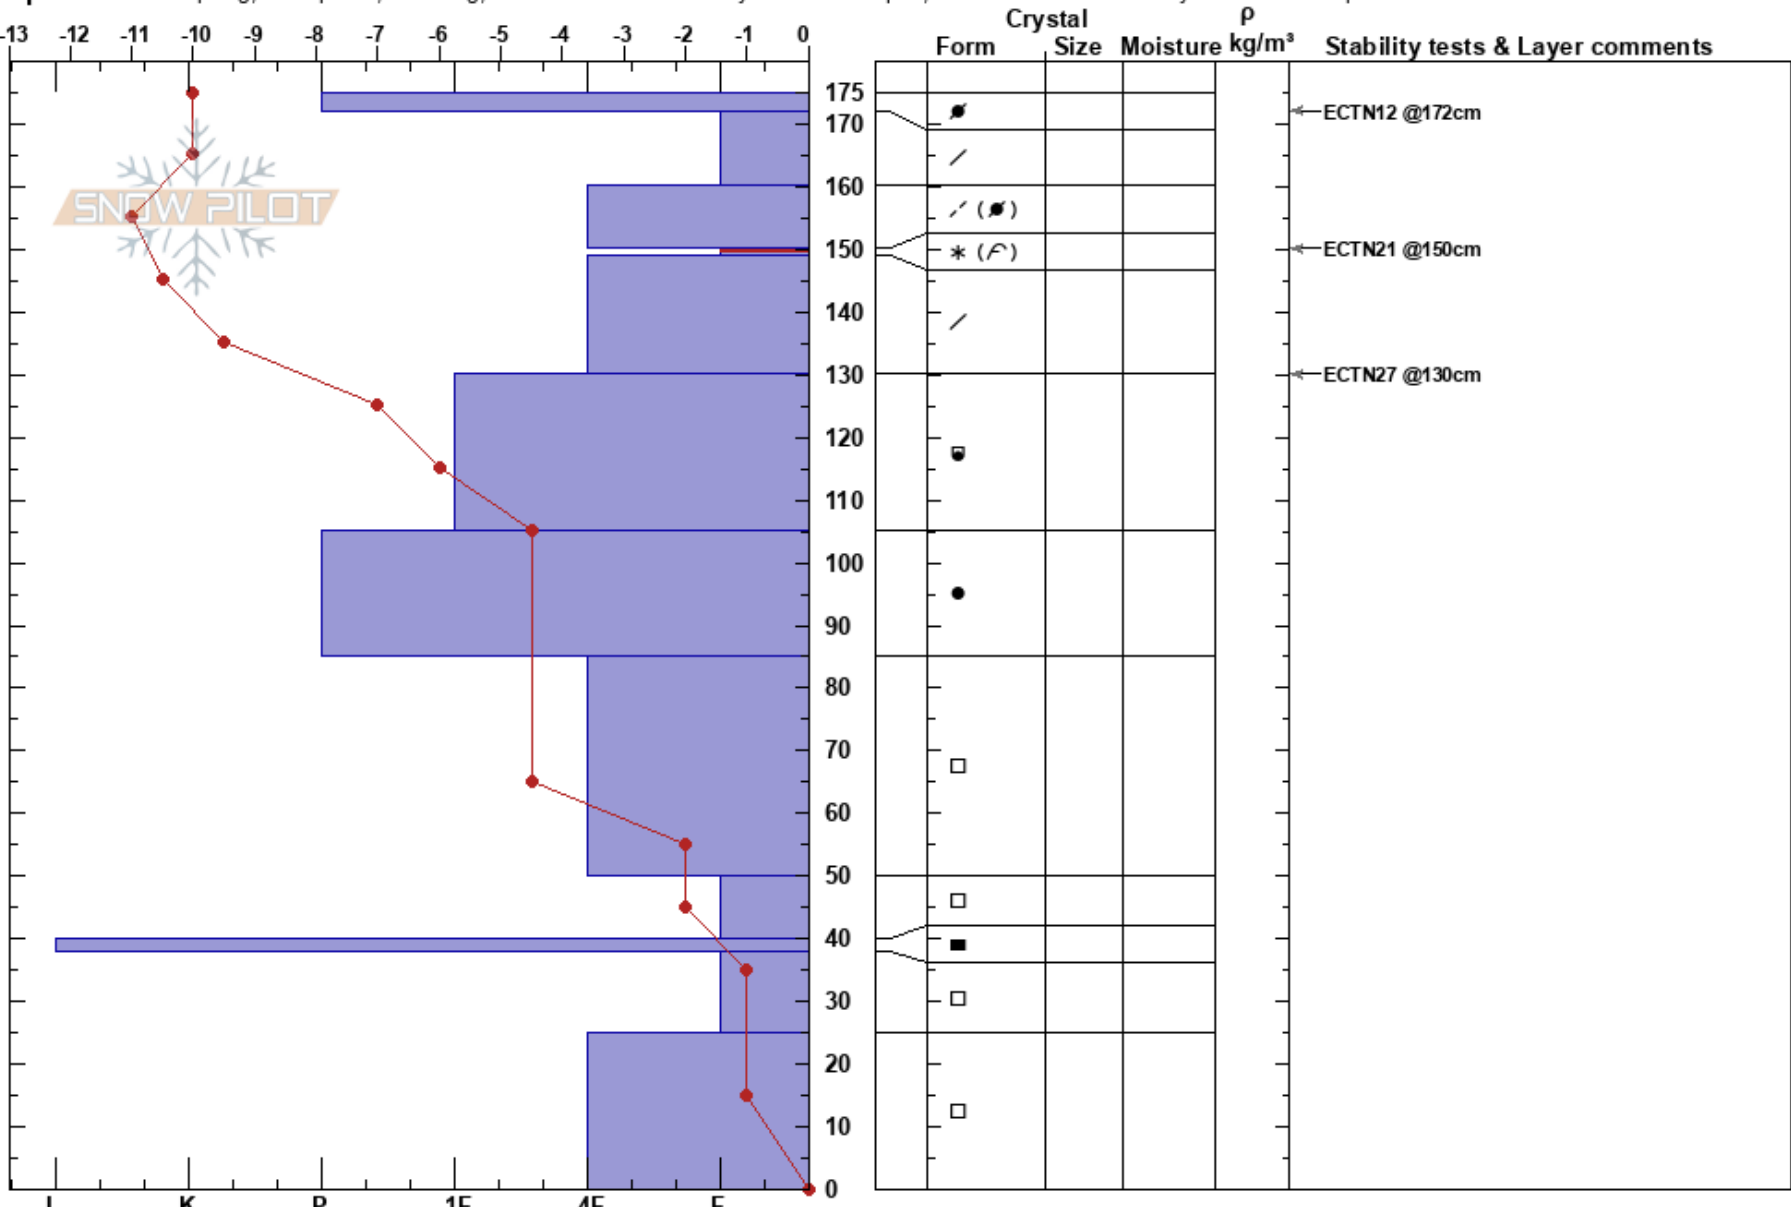 Crystal ρ
-13 -12 -11 -10 -9 -8 -7 -6 -5 -4 -3 -2 -1 0 Form Size Moisture kg/m³ Stability tests & Layer comments
175
ECTN12 @172cm
170
160
SNOW PILOT
150 ECTN21 @150cm
140
130 ECTN27 @130cm
120
110
100
90
80
70
60
50
40
30
20
10
0
I K P 1F 4F F